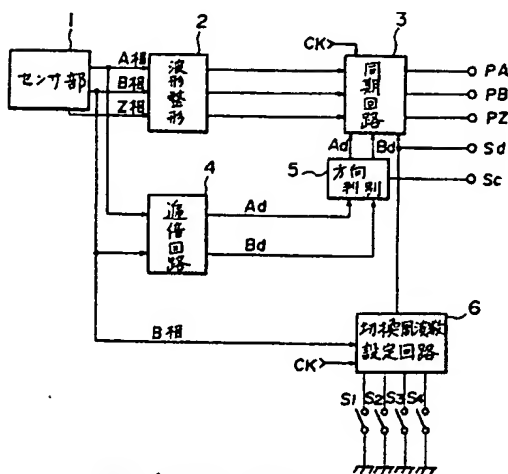 1
センサ部
A相
B相
Z相
2
波形整形
CK
3
同期回路
PA
PB
PZ
Sd
Sc
Ad
Bd
5
方向判別
4
逓倍回路
Ad
Bd
B相
CK
6
切換周波数
設定回路
S1
S2
S3
S4